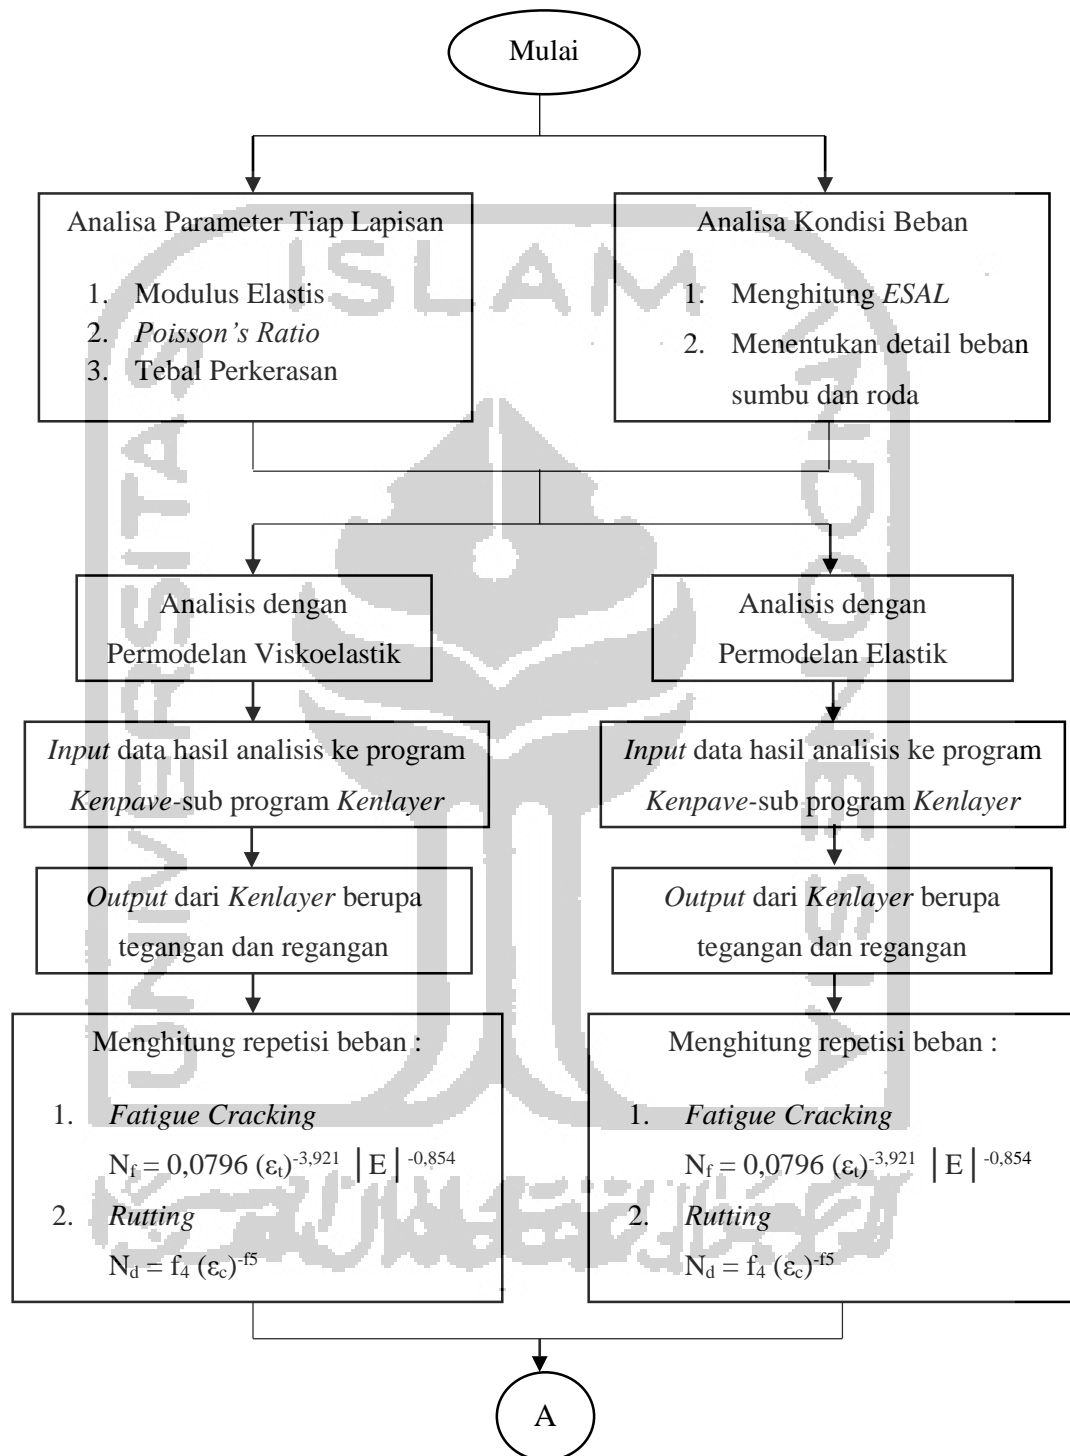 Mulai
Analisa Parameter Tiap Lapisan
1. Modulus Elastis
2. Poisson's Ratio
3. Tebal Perkerasan
Analisa Kondisi Beban
1. Menghitung ESAL
2. Menentukan detail beban
sumbu dan roda
Analisis dengan
Permodelan Viskoelastik
Analisis dengan
Permodelan Elastik
Input data hasil analisis ke program
Kenpave-sub program Kenlayer
Input data hasil analisis ke program
Kenpave-sub program Kenlayer
Output dari Kenlayer berupa
tegangan dan regangan
Output dari Kenlayer berupa
tegangan dan regangan
Menghitung repetisi beban :
1. Fatigue Cracking
Nf = 0,0796 (εt)-3,921 │E│-0,854
2. Rutting
Nd = f4 (εc)-f5
Menghitung repetisi beban :
1. Fatigue Cracking
Nf = 0,0796 (εt)-3,921 │E│-0,854
2. Rutting
Nd = f4 (εc)-f5
A
UNIVERSITAS
ISLAM
INDONESIA